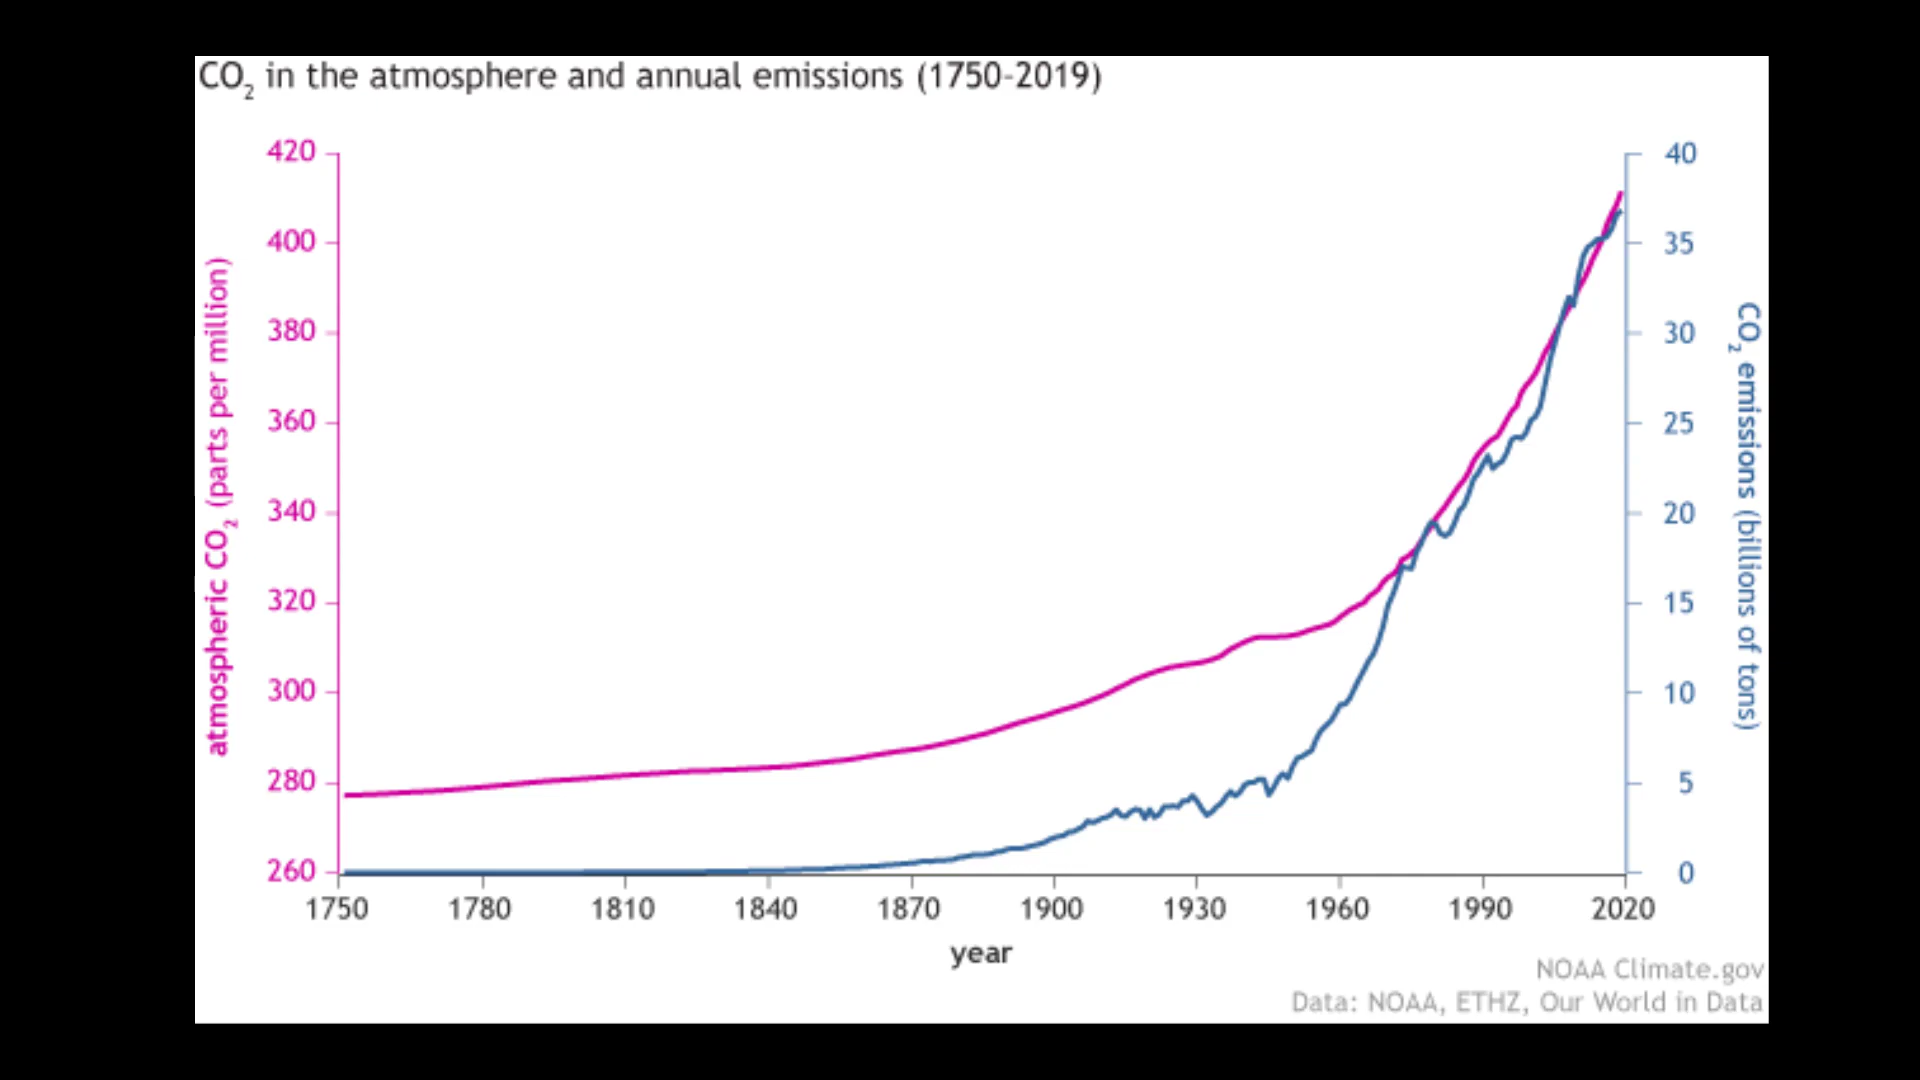 CO2 in the atmosphere and annual emissions (1750-2019)
420
400
380
360
340
320
300
280
260
atmospheric CO2 (parts per million)
40
35
30
25
20
15
10
5
0
CO2 emissions (billions of tons)
1750 1780 1810 1840 1870 1900 1930 1960 1990 2020
year
NOAA Climate.gov
Data: NOAA, ETHZ, Our World in Data